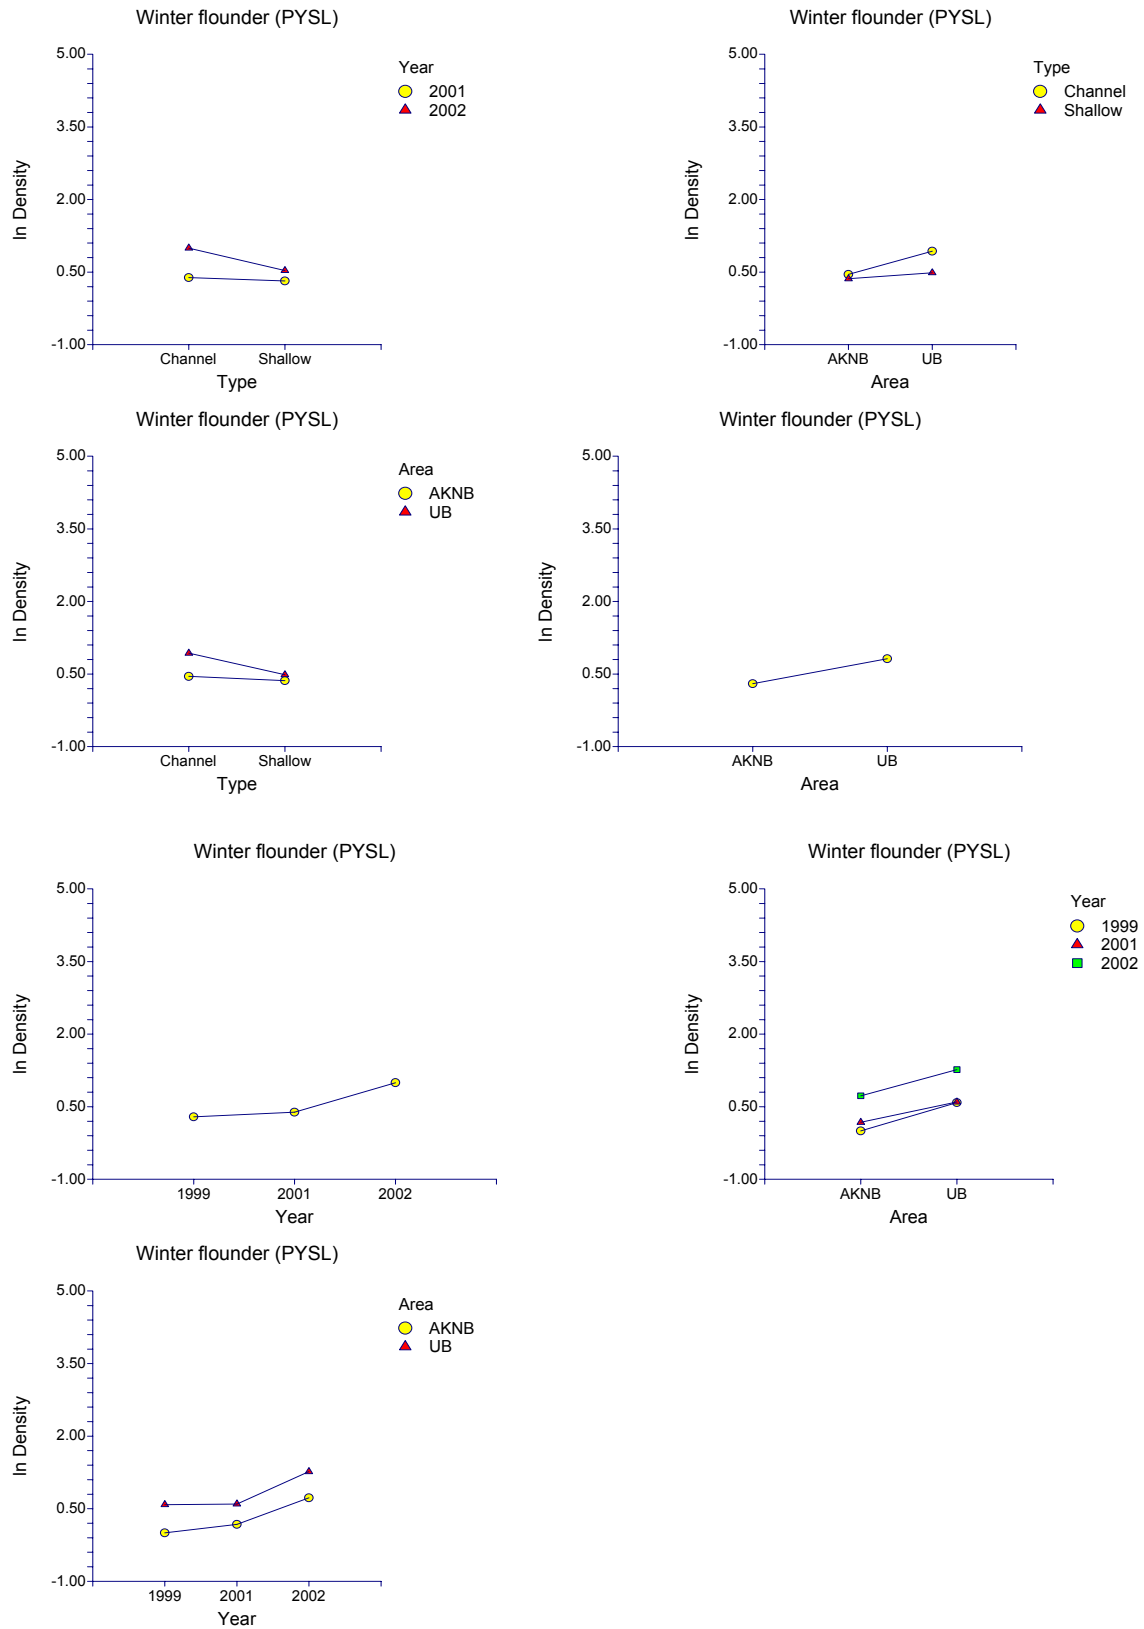 Winter flounder (PYSL)
5.00
3.50
2.00
0.50
-1.00
ln Density
Channel Shallow
Type
Year
2001
2002
Winter flounder (PYSL)
5.00
3.50
2.00
0.50
-1.00
ln Density
AKNB UB
Area
Type
Channel
Shallow
Winter flounder (PYSL)
5.00
3.50
2.00
0.50
-1.00
ln Density
Channel Shallow
Type
Area
AKNB
UB
Winter flounder (PYSL)
5.00
3.50
2.00
0.50
-1.00
ln Density
AKNB UB
Area
Winter flounder (PYSL)
5.00
3.50
2.00
0.50
-1.00
ln Density
1999 2001 2002
Year
Winter flounder (PYSL)
5.00
3.50
2.00
0.50
-1.00
ln Density
AKNB UB
Area
Year
1999
2001
2002
Winter flounder (PYSL)
5.00
3.50
2.00
0.50
-1.00
ln Density
1999 2001 2002
Year
Area
AKNB
UB